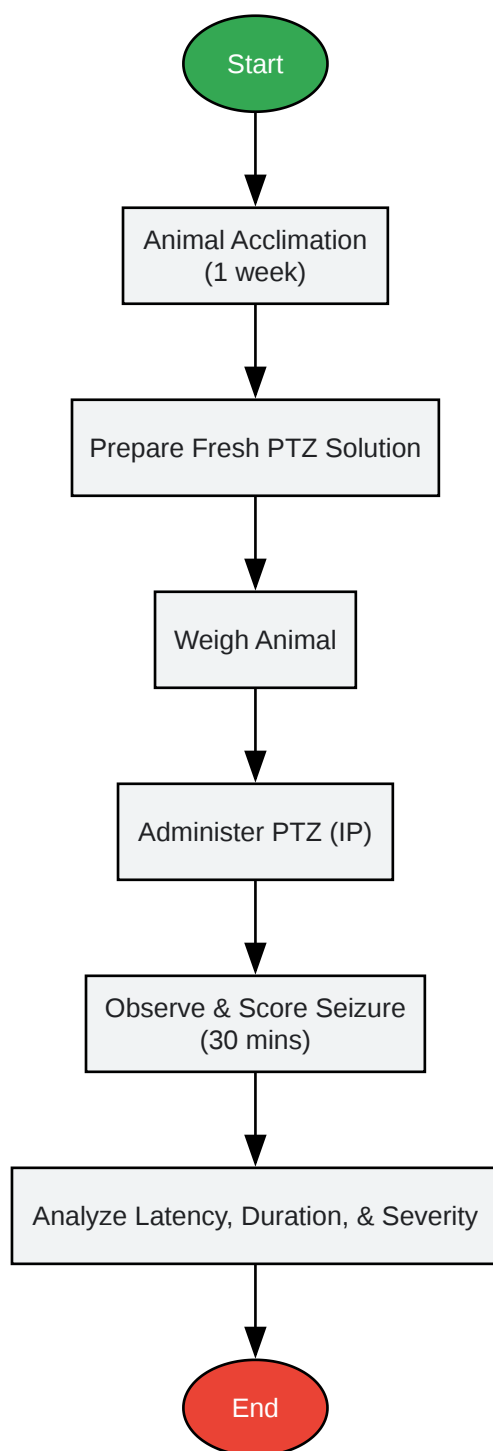 Start
Animal Acclimation
(1 week)
Prepare Fresh PTZ Solution
Weigh Animal
Administer PTZ (IP)
Observe & Score Seizure
(30 mins)
Analyze Latency, Duration, & Severity
End